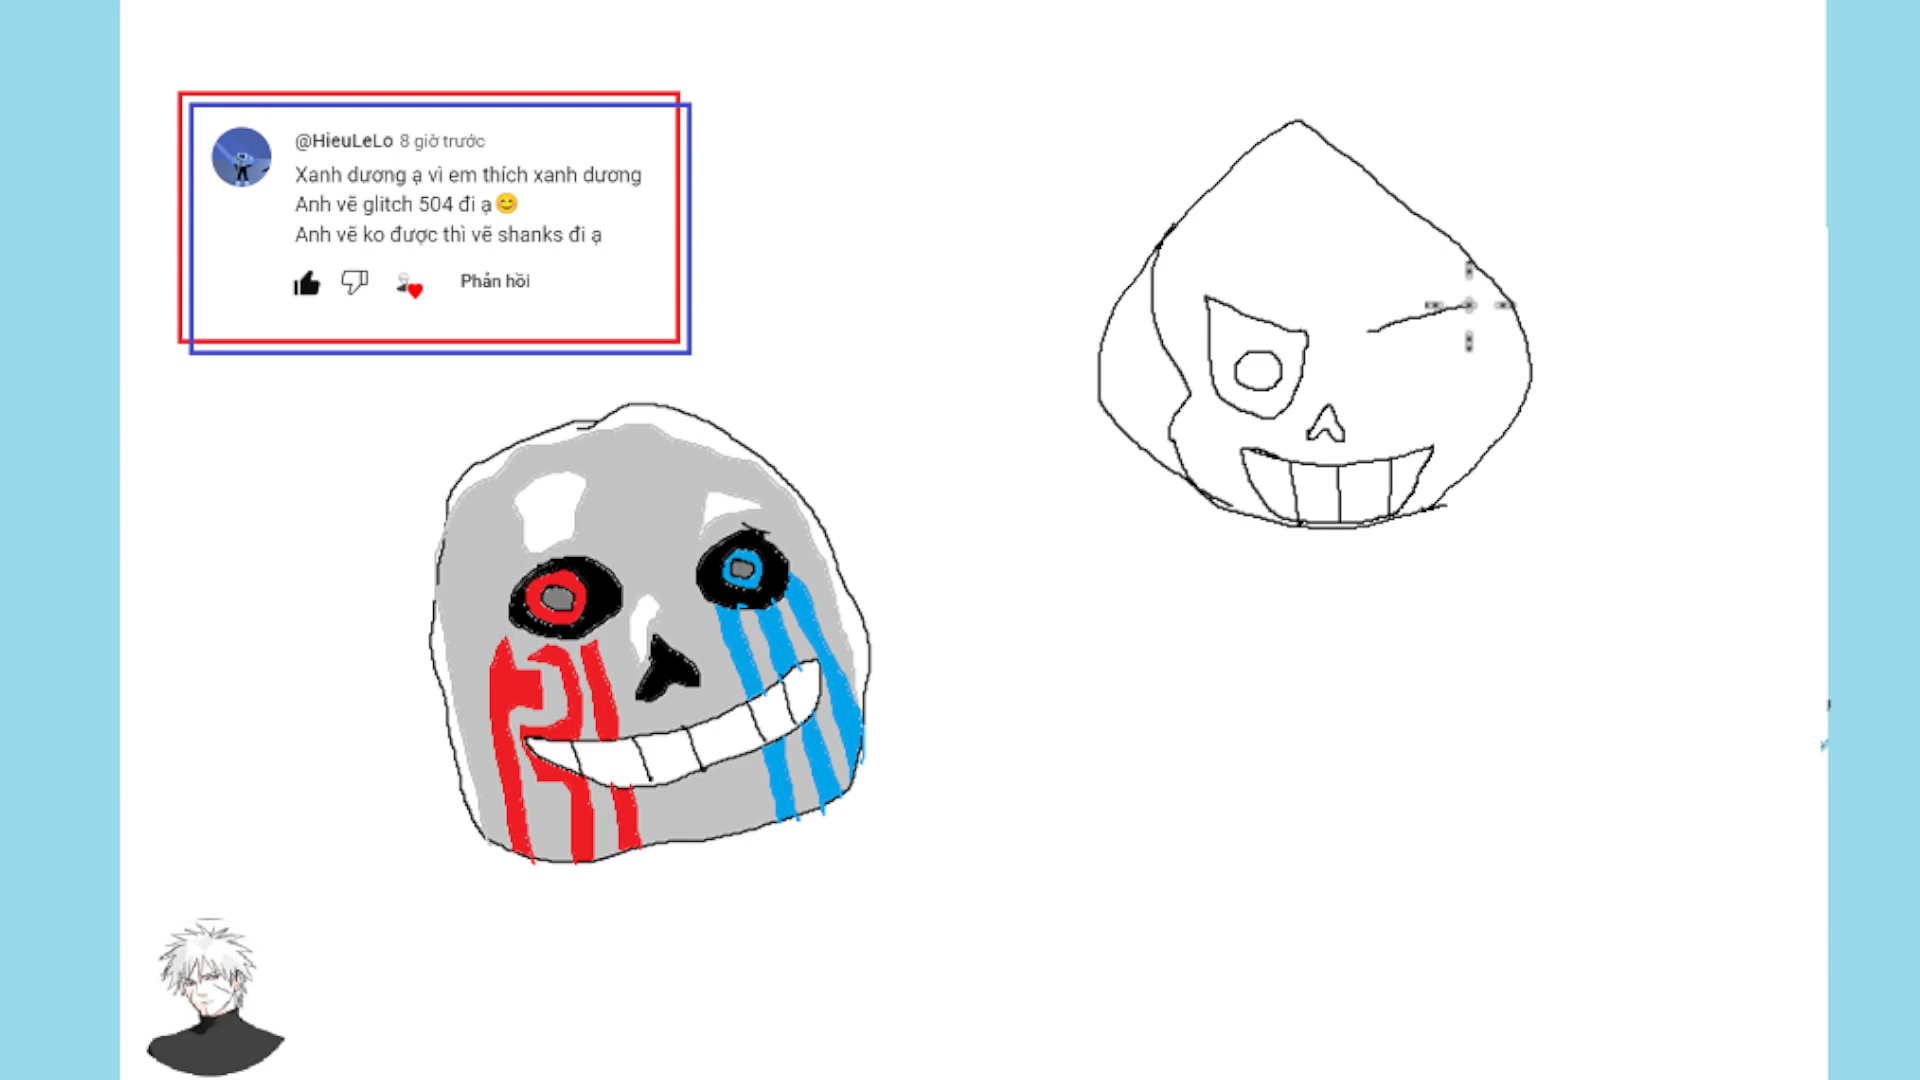 @HieuLeLo 8 giờ trước
Xanh dương ạ vì em thích xanh dương
Anh vẽ glitch 504 đi ạ😊
Anh vẽ ko được thì vẽ shanks đi ạ
Phản hồi